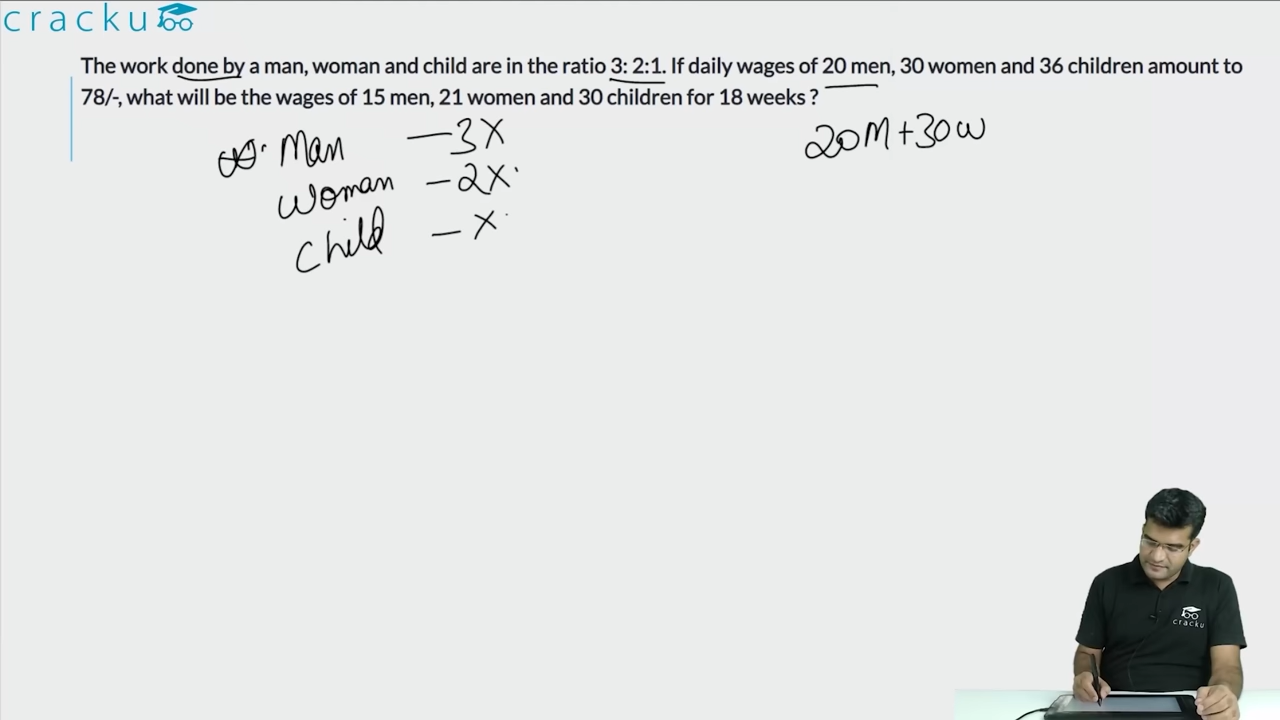 cracku
The work done by a man, woman and child are in the ratio 3: 2:1. If daily wages of 20 men, 30 women and 36 children amount to
78/-, what will be the wages of 15 men, 21 women and 30 children for 18 weeks ?
Man — 3X
20M+30W
Woman — 2X
Child — X
cracku